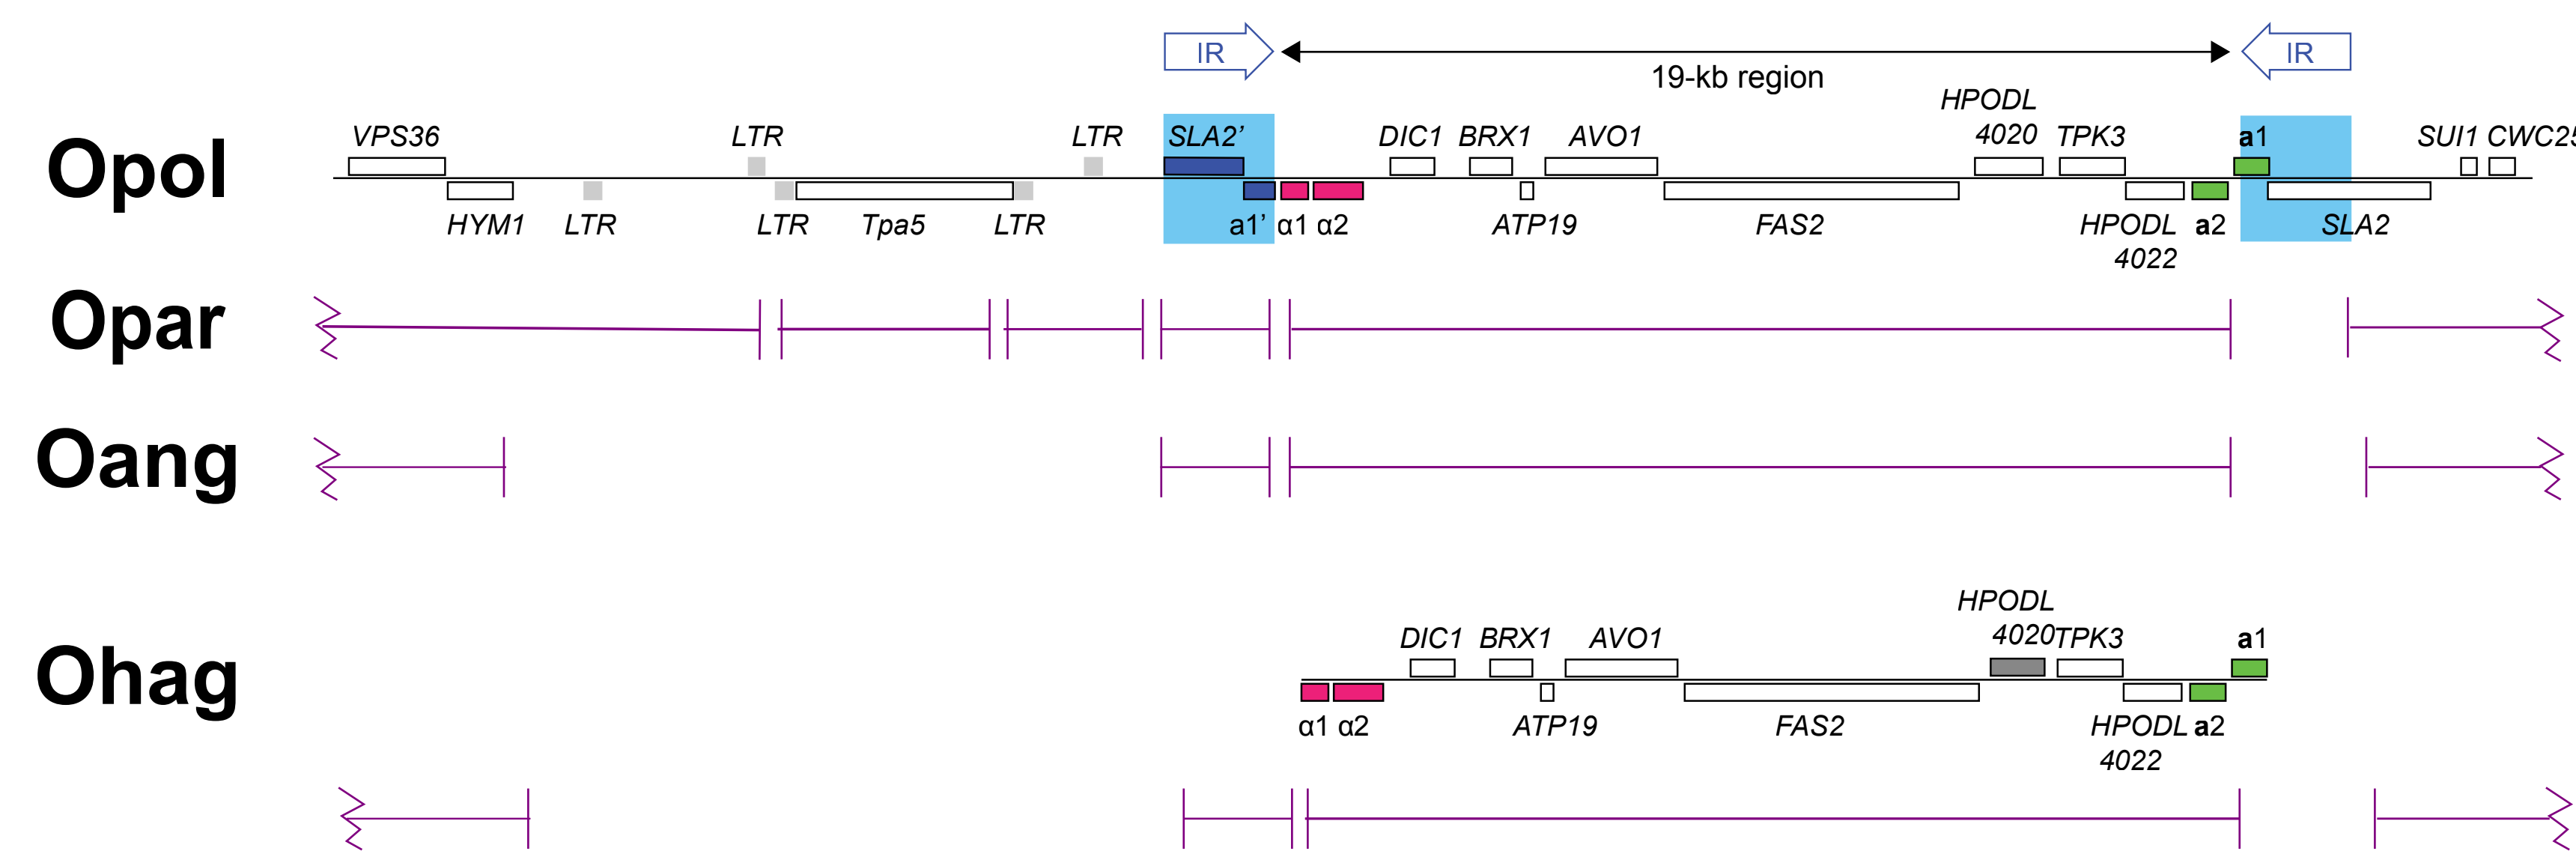 IR
IR
19-kb region
HPODL
VPS36 LTR LTR SLA2’ DIC1 BRX1 AVO1 4020 TPK3 a1 SUI1 CWC25
Opol
HYM1 LTR LTR Tpa5 LTR a1’ α1 α2 ATP19 FAS2 HPODL a2 SLA2
4022
Opar
Oang
HPODL
DIC1 BRX1 AVO1 4020 TPK3 a1
Ohag
α1 α2 ATP19 FAS2 HPODL a2
4022